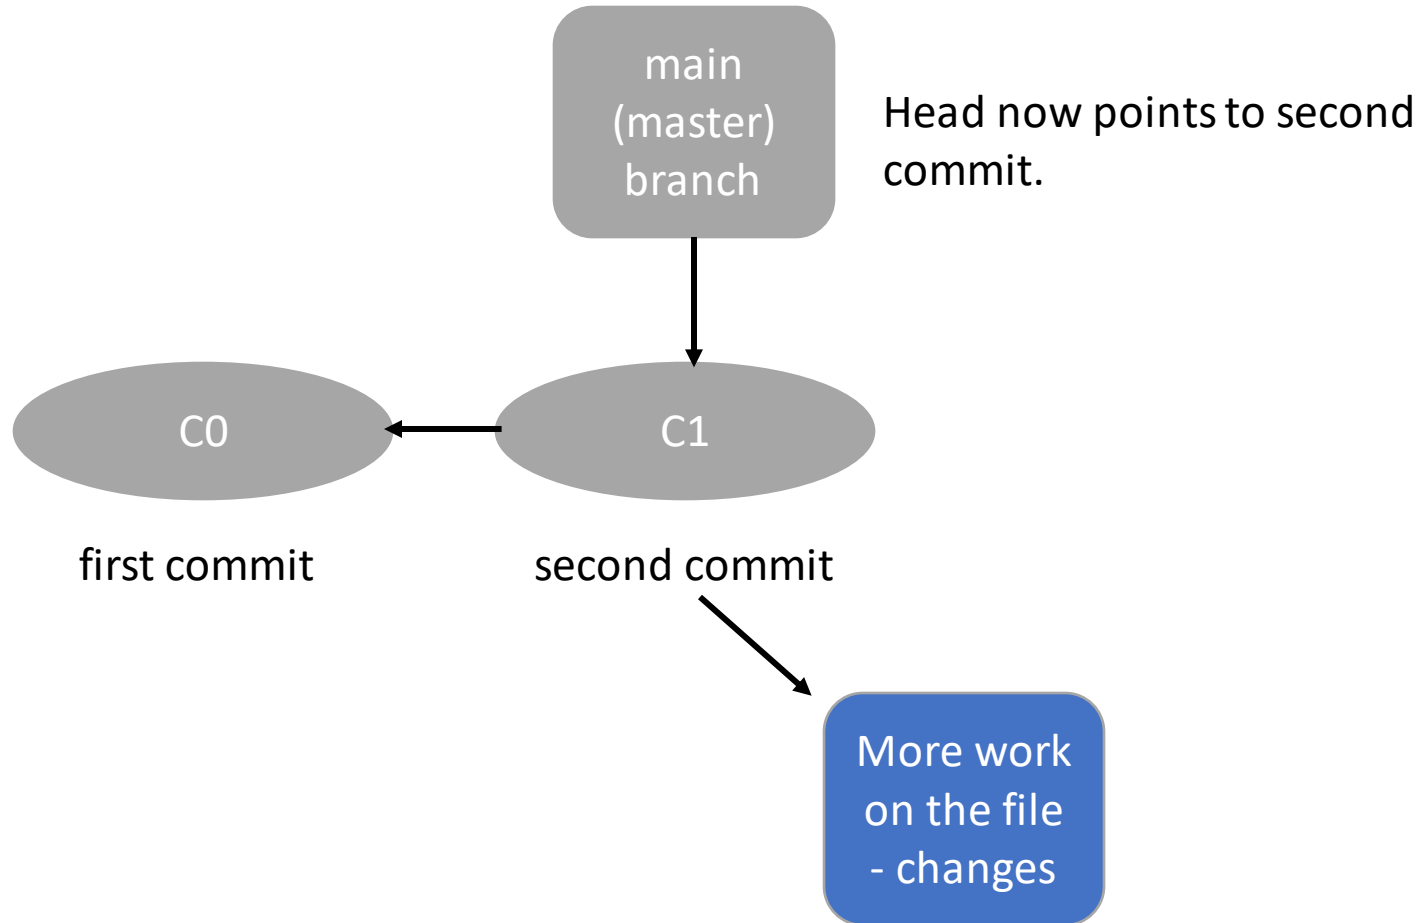 main
(master)
branch
Head now points to second
commit.
C0
C1
first commit
second commit
More work
on the file
- changes